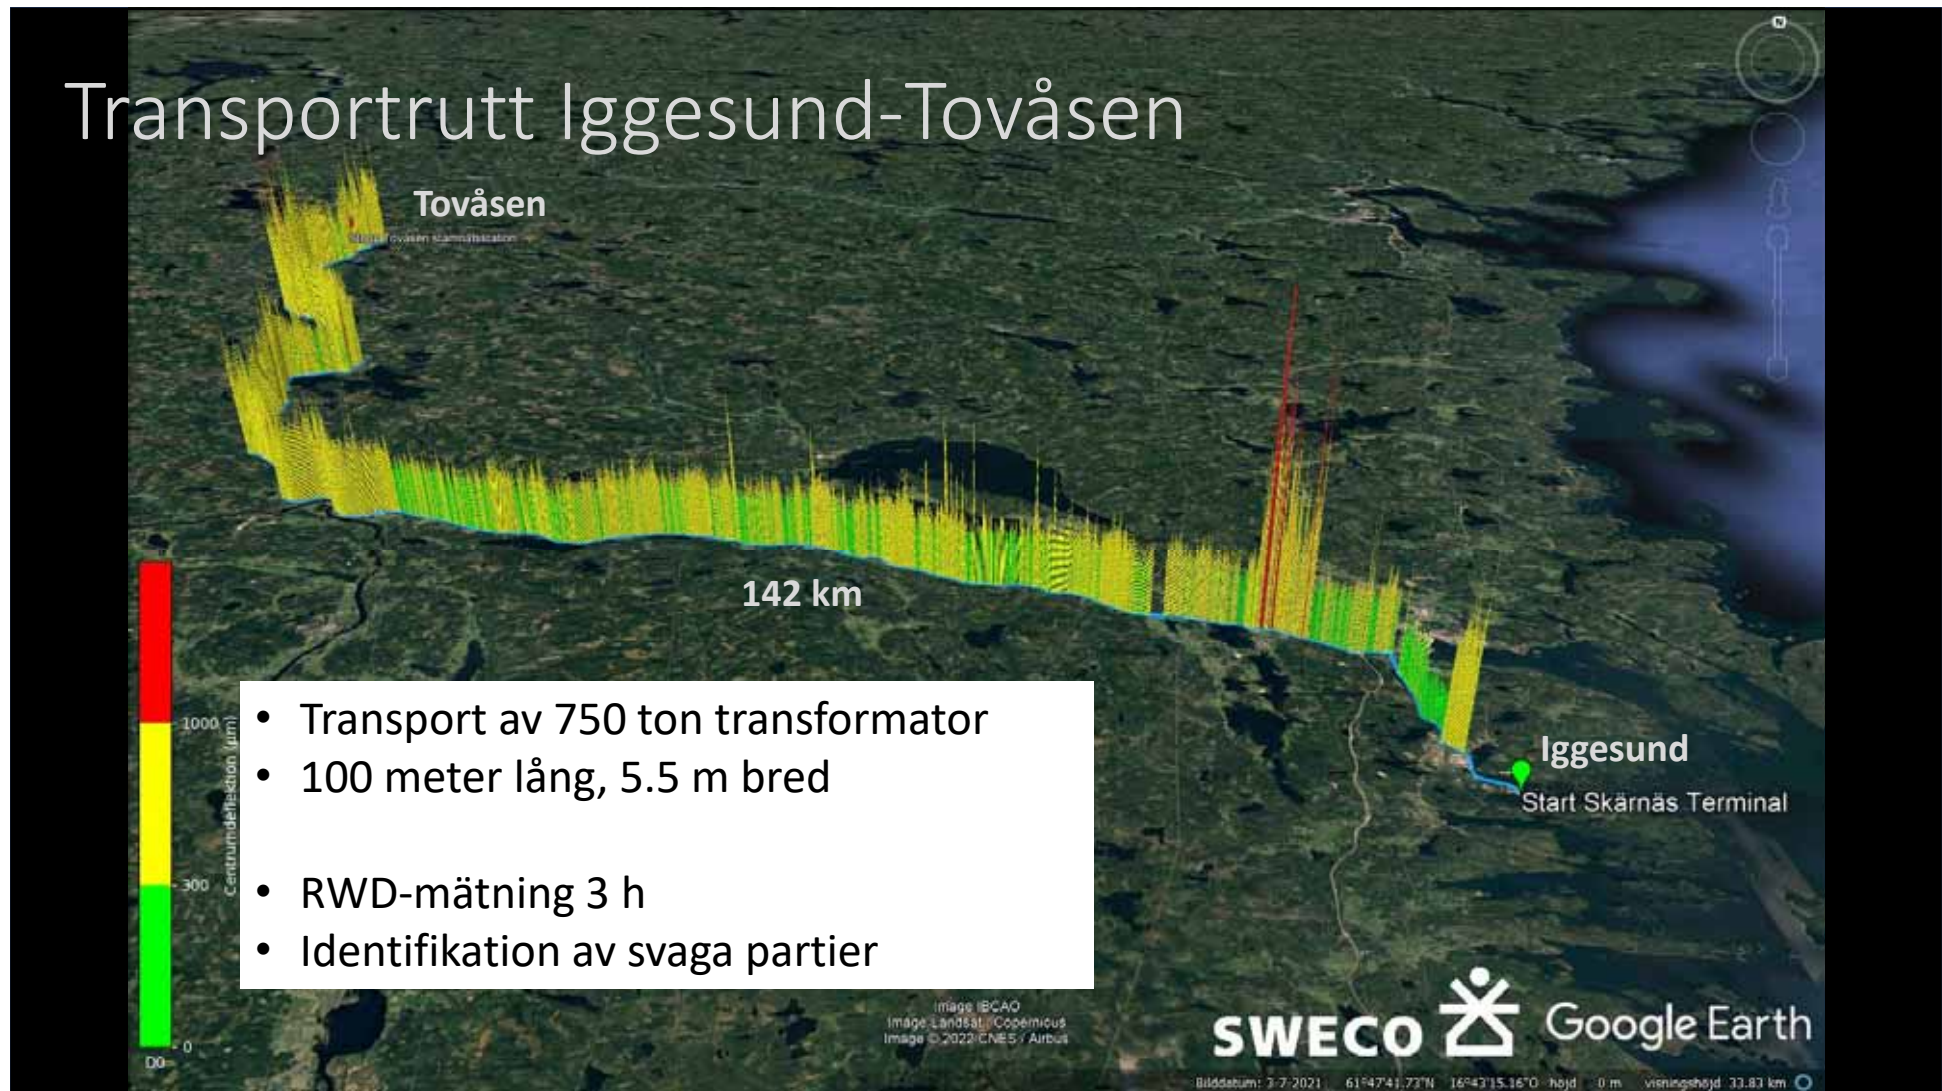 Transportrutt Iggesund-Tovåsen
N
Tovåsen
Tovåsen stamnätsstation
142 km
Iggesund
Start Skärnäs Terminal
1000
300
0
D0
Centrumdeflektion (µm)
• Transport av 750 ton transformator
• 100 meter lång, 5.5 m bred
• RWD-mätning 3 h
• Identifikation av svaga partier
Image IBCAO
Image Landsat / Copernicus
Image © 2022 CNES / Airbus
SWECO
Google Earth
Bilddatum: 3-7-2021 61°47'41.73"N 16°43'15.16"O höjd 0 m visningshöjd 33.83 km